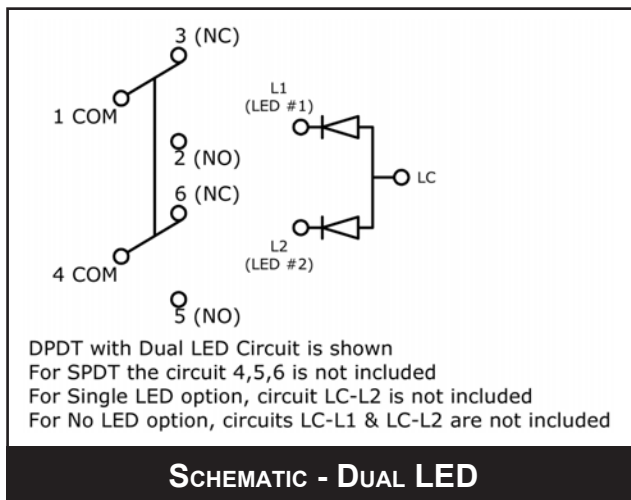 3 (NC)
1 COM
2 (NO)
6 (NC)
4 COM
5 (NO)
L1
(LED #1)
LC
L2
(LED #2)
DPDT with Dual LED Circuit is shown
For SPDT the circuit 4,5,6 is not included
For Single LED option, circuit LC-L2 is not included
For No LED option, circuits LC-L1 & LC-L2 are not included
Schematic - Dual LED